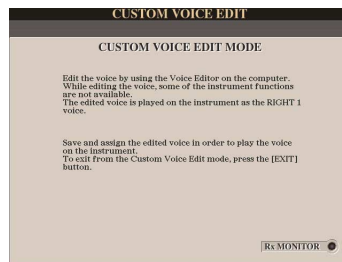 CUSTOM VOICE EDIT
CUSTOM VOICE EDIT MODE
Edit the voice by using the Voice Editor on the computer.
While editing the voice, some of the instrument functions
are not available.
The edited voice is played on the instrument as the RIGHT 1
voice.
Save and assign the edited voice in order to play the voice
on the instrument.
To exit from the Custom Voice Edit mode, press the [EXIT]
button.
Rx MONITOR